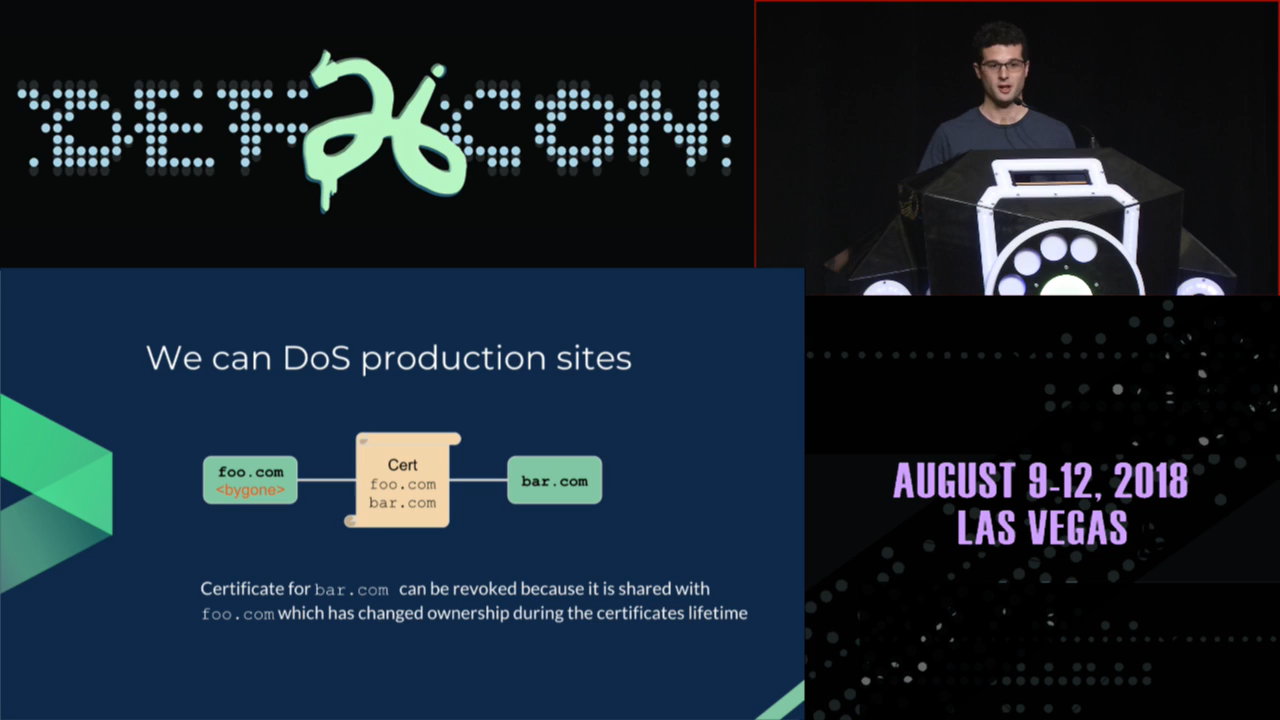 DEF CON
26
We can DoS production sites
foo.com
<bygone>
Cert
foo.com
bar.com
bar.com
Certificate for bar.com can be revoked because it is shared with
foo.com which has changed ownership during the certificates lifetime
AUGUST 9-12, 2018
LAS VEGAS